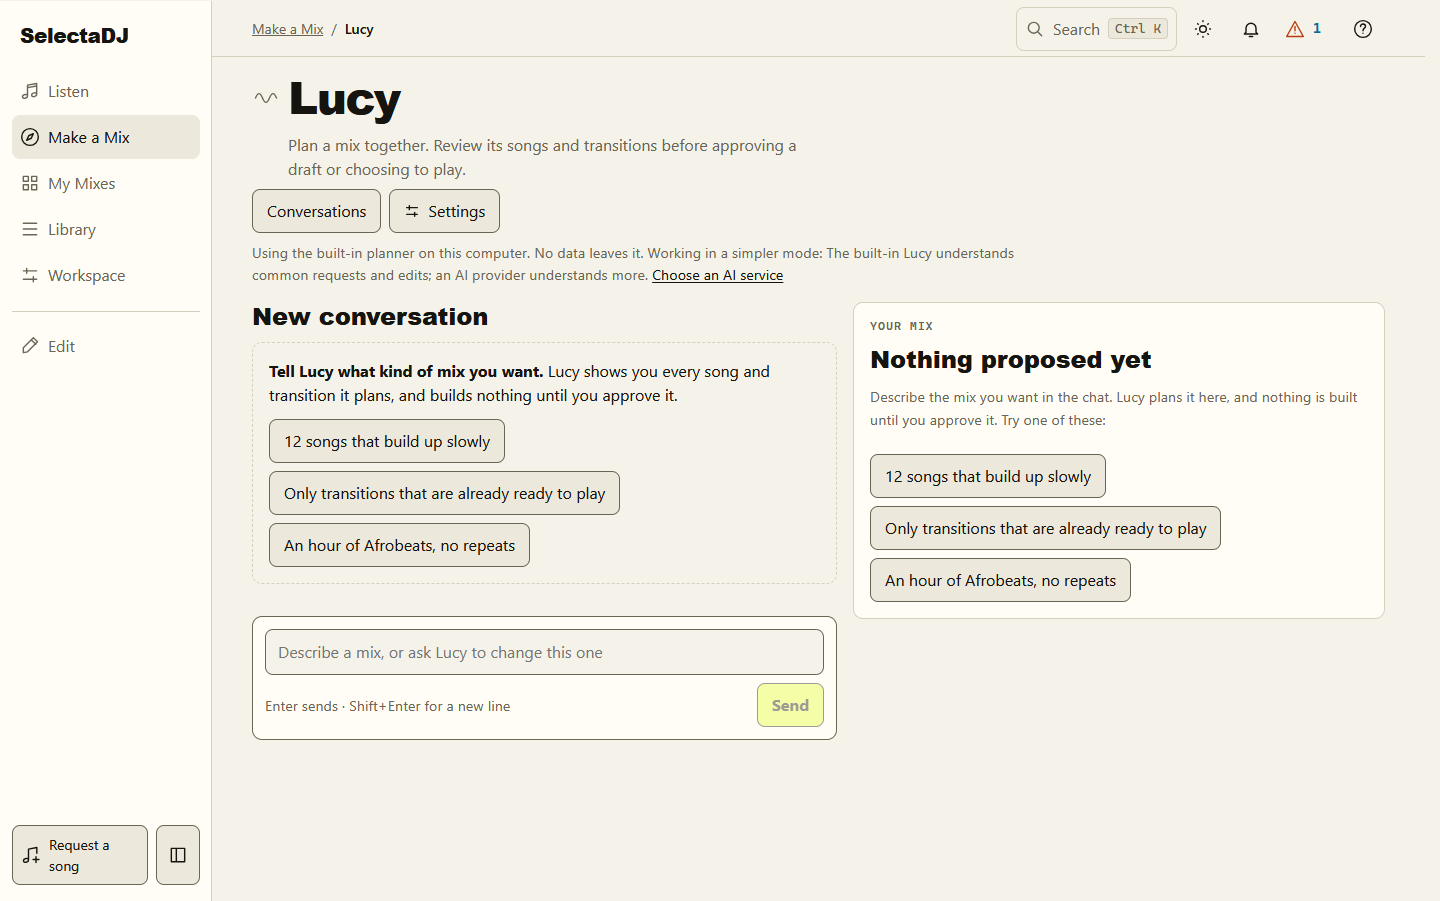 SelectaDJ
Listen
Make a Mix
My Mixes
Library
Workspace
Edit
Request a
song
Make a Mix / Lucy
Search Ctrl K
1
Lucy
Plan a mix together. Review its songs and transitions before approving a
draft or choosing to play.
Conversations
Settings
Using the built-in planner on this computer. No data leaves it. Working in a simpler mode: The built-in Lucy understands
common requests and edits; an AI provider understands more. Choose an AI service
New conversation
Tell Lucy what kind of mix you want. Lucy shows you every song and
transition it plans, and builds nothing until you approve it.
12 songs that build up slowly
Only transitions that are already ready to play
An hour of Afrobeats, no repeats
Describe a mix, or ask Lucy to change this one
Enter sends · Shift+Enter for a new line
Send
YOUR MIX
Nothing proposed yet
Describe the mix you want in the chat. Lucy plans it here, and nothing is built
until you approve it. Try one of these:
12 songs that build up slowly
Only transitions that are already ready to play
An hour of Afrobeats, no repeats